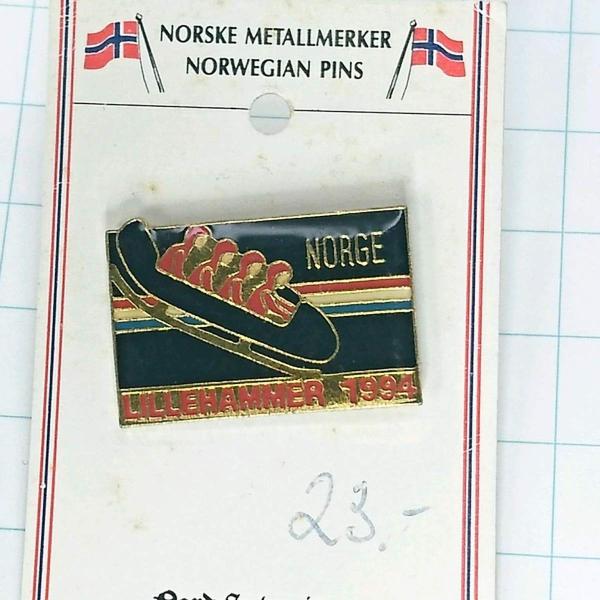 NORSKE METALLMERKER
NORWEGIAN PINS
NORGE
LILLEHAMMER 1994
23.-